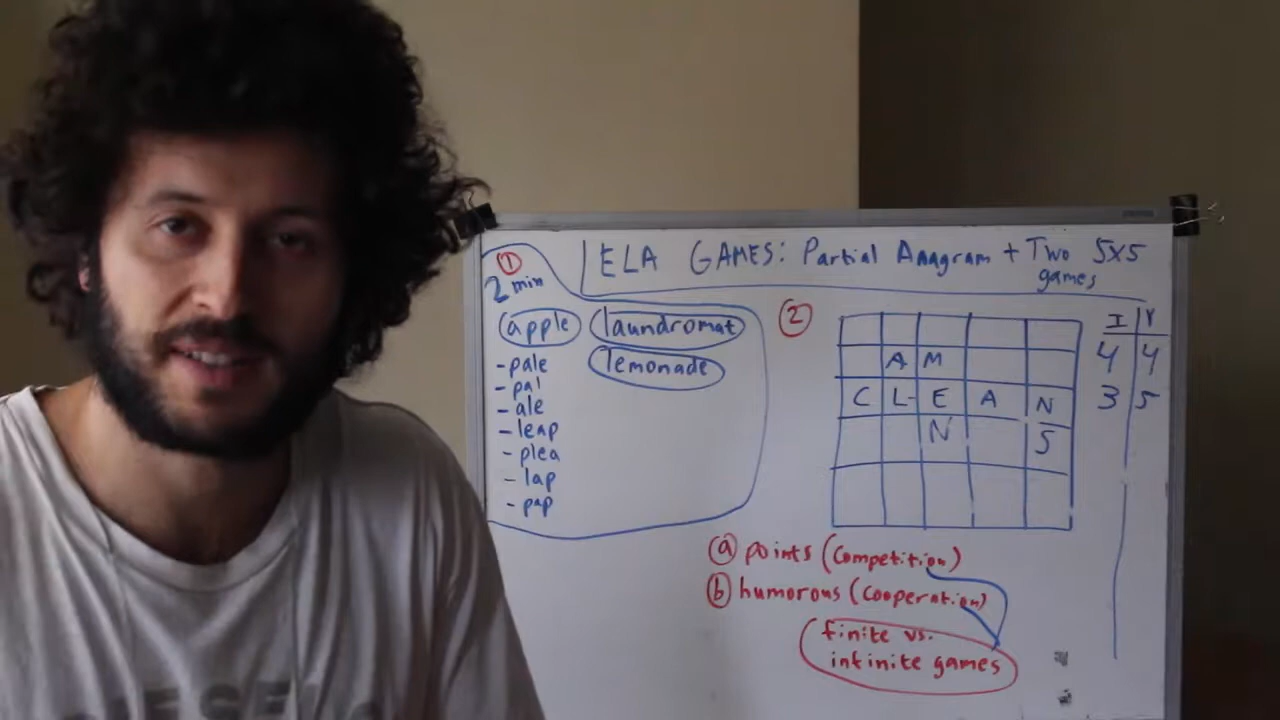 ELA GAMES: Partial Anagram + Two 5x5
games
1
2 min
apple laundromat
lemonade
- pale
- pal
- ale
- leap
- plea
- lap
- pap
2
A M
C L E A N
N S
I Y
4 4
3 5
a points (competition)
b humorous (cooperation)
finite vs.
infinite games